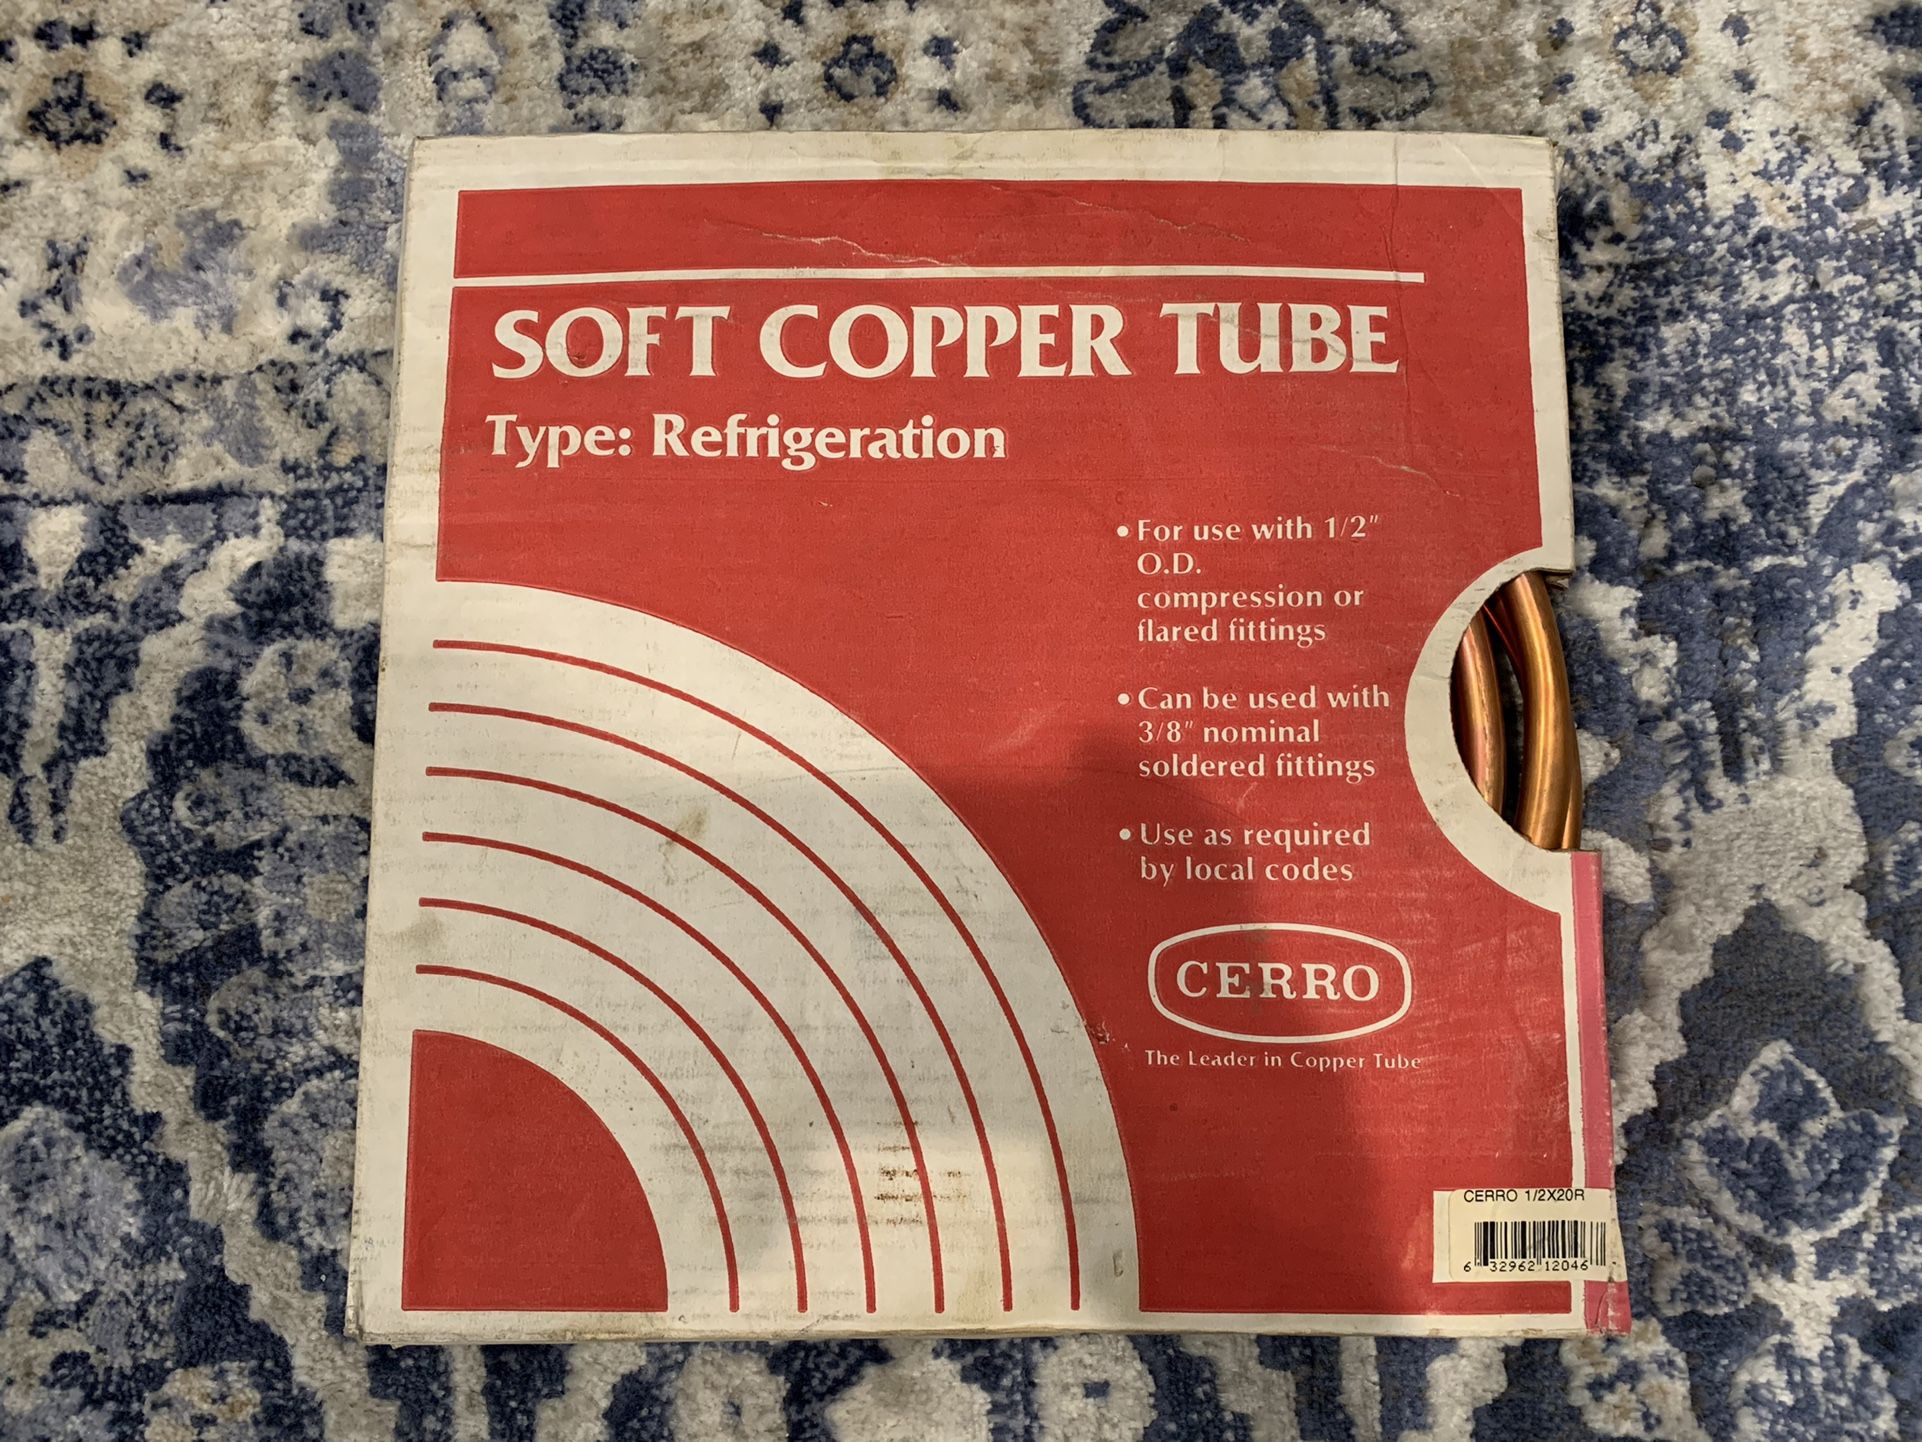 SOFT COPPER TUBE
Type: Refrigeration
• For use with 1/2"
O.D.
compression or
flared fittings
• Can be used with
3/8" nominal
soldered fittings
• Use as required
by local codes
CERRO
The Leader in Copper Tube
CERRO 1/2X20R
6 32962 12046